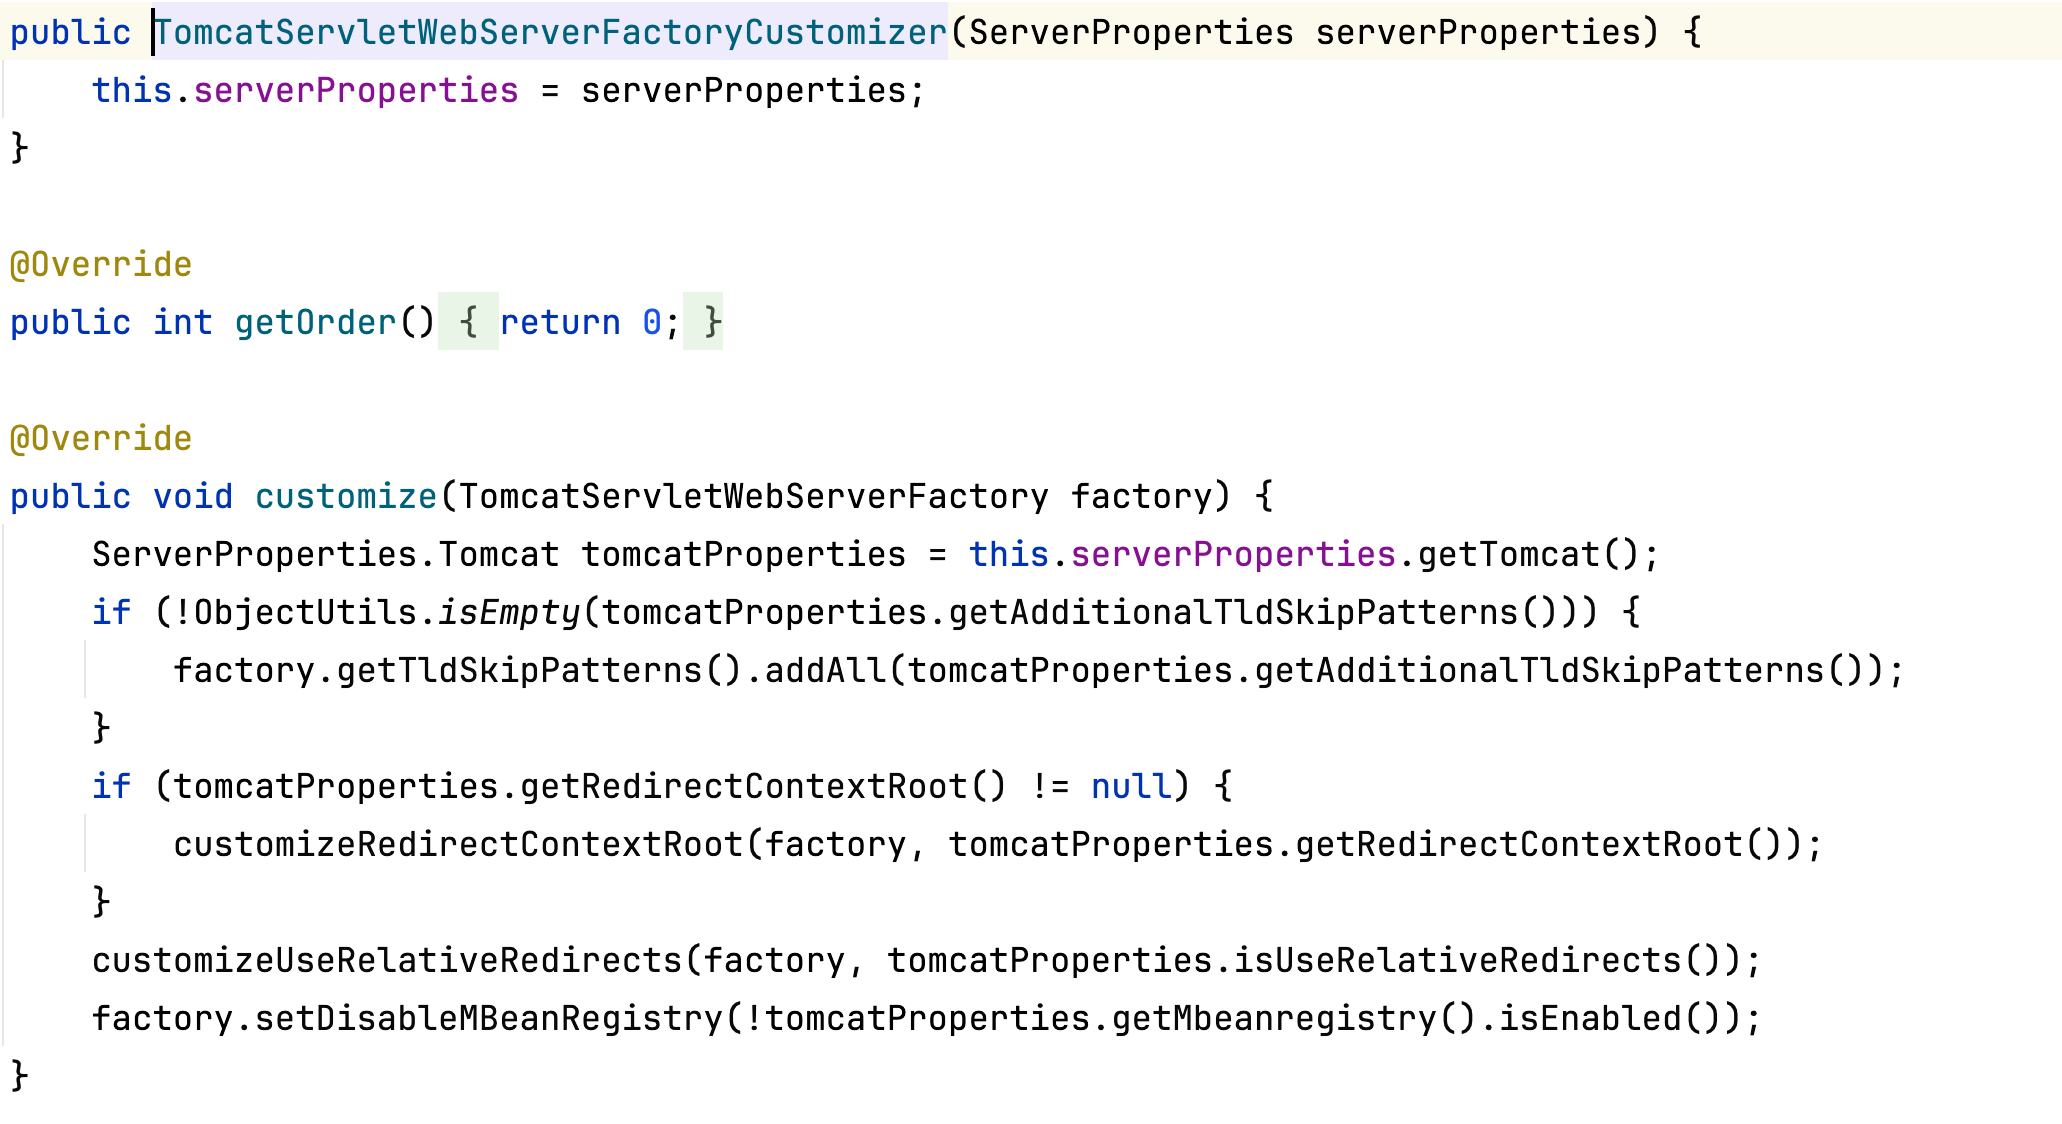 public TomcatServletWebServerFactoryCustomizer(ServerProperties serverProperties) {
    this.serverProperties = serverProperties;
}

@Override
public int getOrder() { return 0; }

@Override
public void customize(TomcatServletWebServerFactory factory) {
    ServerProperties.Tomcat tomcatProperties = this.serverProperties.getTomcat();
    if (!ObjectUtils.isEmpty(tomcatProperties.getAdditionalTldSkipPatterns())) {
        factory.getTldSkipPatterns().addAll(tomcatProperties.getAdditionalTldSkipPatterns());
    }
    if (tomcatProperties.getRedirectContextRoot() != null) {
        customizeRedirectContextRoot(factory, tomcatProperties.getRedirectContextRoot());
    }
    customizeUseRelativeRedirects(factory, tomcatProperties.isUseRelativeRedirects());
    factory.setDisableMBeanRegistry(!tomcatProperties.getMbeanregistry().isEnabled());
}